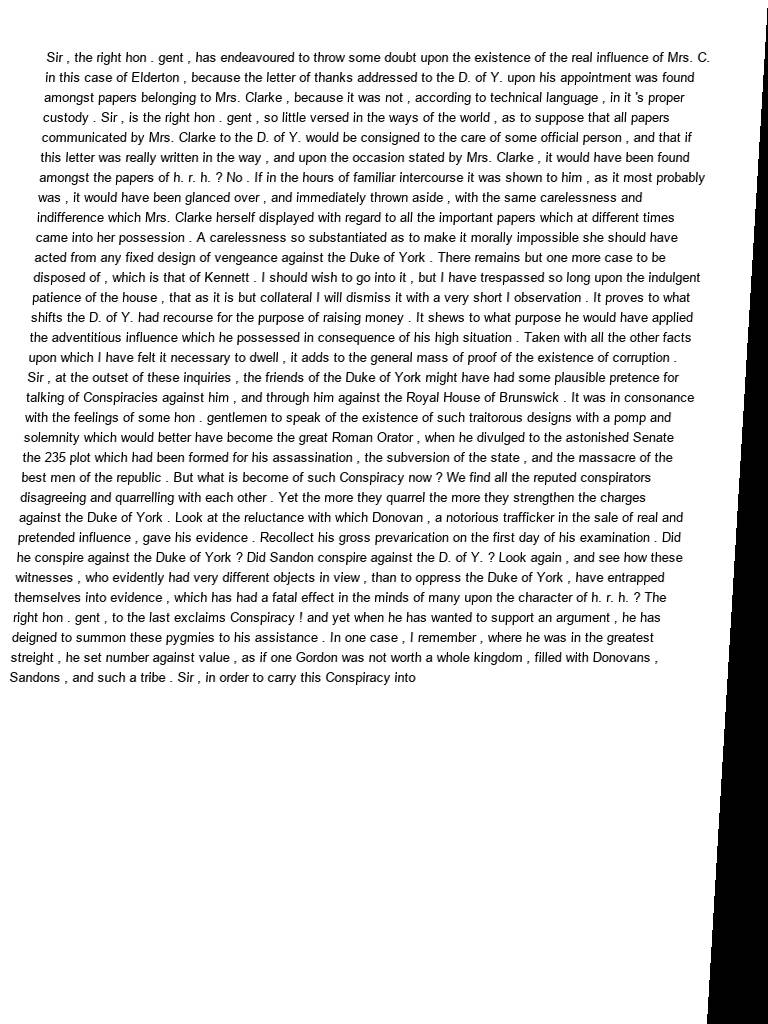 Sir , the right hon . gent , has endeavoured to throw some doubt upon the existence of the real influence of Mrs. C.
in this case of Elderton , because the letter of thanks addressed to the D. of Y. upon his appointment was found
amongst papers belonging to Mrs. Clarke , because it was not , according to technical language , in it 's proper
custody . Sir , is the right hon . gent , so little versed in the ways of the world , as to suppose that all papers
communicated by Mrs. Clarke to the D. of Y. would be consigned to the care of some official person , and that if
this letter was really written in the way , and upon the occasion stated by Mrs. Clarke , it would have been found
amongst the papers of h. r. h. ? No . If in the hours of familiar intercourse it was shown to him , as it most probably
was , it would have been glanced over , and immediately thrown aside , with the same carelessness and
indifference which Mrs. Clarke herself displayed with regard to all the important papers which at different times
came into her possession . A carelessness so substantiated as to make it morally impossible she should have
acted from any fixed design of vengeance against the Duke of York . There remains but one more case to be
disposed of , which is that of Kennett . I should wish to go into it , but I have trespassed so long upon the indulgent
patience of the house , that as it is but collateral I will dismiss it with a very short I observation . It proves to what
shifts the D. of Y. had recourse for the purpose of raising money . It shews to what purpose he would have applied
the adventitious influence which he possessed in consequence of his high situation . Taken with all the other facts
upon which I have felt it necessary to dwell , it adds to the general mass of proof of the existence of corruption .
Sir , at the outset of these inquiries , the friends of the Duke of York might have had some plausible pretence for
talking of Conspiracies against him , and through him against the Royal House of Brunswick . It was in consonance
with the feelings of some hon . gentlemen to speak of the existence of such traitorous designs with a pomp and
solemnity which would better have become the great Roman Orator , when he divulged to the astonished Senate
the 235 plot which had been formed for his assassination , the subversion of the state , and the massacre of the
best men of the republic . But what is become of such Conspiracy now ? We find all the reputed conspirators
disagreeing and quarrelling with each other . Yet the more they quarrel the more they strengthen the charges
against the Duke of York . Look at the reluctance with which Donovan , a notorious trafficker in the sale of real and
pretended influence , gave his evidence . Recollect his gross prevarication on the first day of his examination . Did
he conspire against the Duke of York ? Did Sandon conspire against the D. of Y. ? Look again , and see how these
witnesses , who evidently had very different objects in view , than to oppress the Duke of York , have entrapped
themselves into evidence , which has had a fatal effect in the minds of many upon the character of h. r. h. ? The
right hon . gent , to the last exclaims Conspiracy ! and yet when he has wanted to support an argument , he has
deigned to summon these pygmies to his assistance . In one case , I remember , where he was in the greatest
streight , he set number against value , as if one Gordon was not worth a whole kingdom , filled with Donovans ,
Sandons , and such a tribe . Sir , in order to carry this Conspiracy into